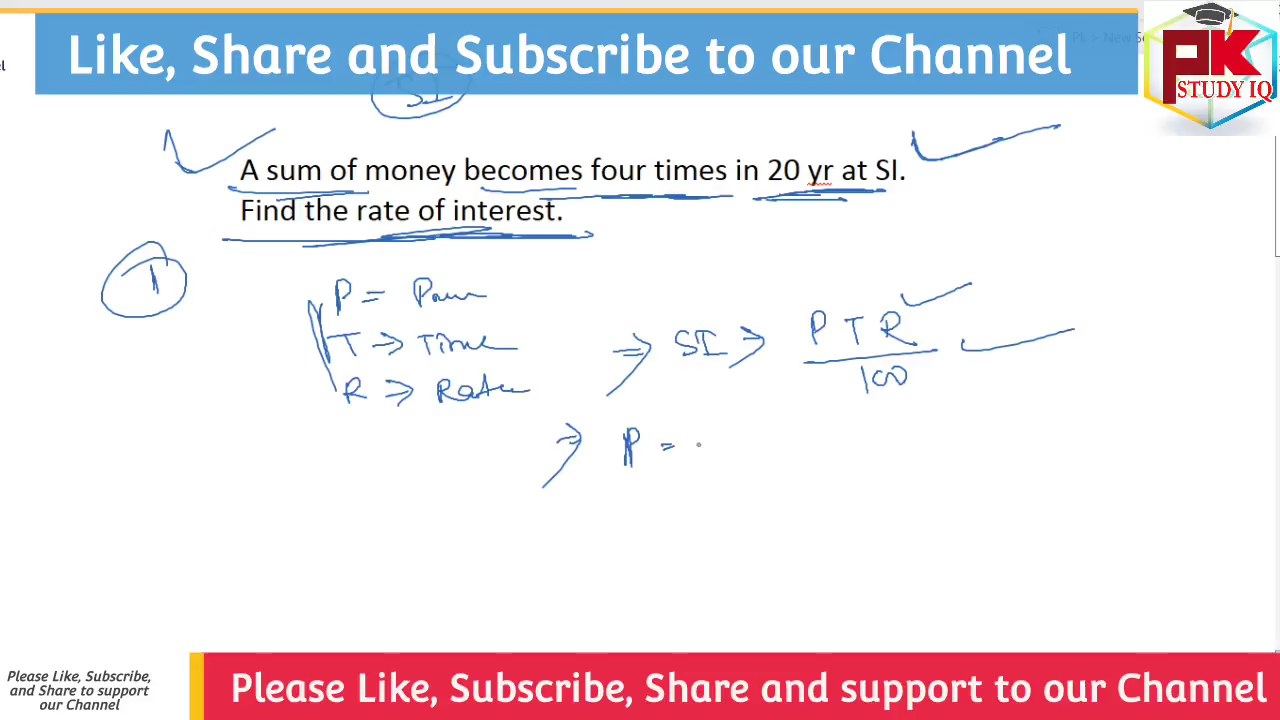 Like, Share and Subscribe to our Channel
PK
STUDY IQ
el
SI
A sum of money becomes four times in 20 yr at SI.
Find the rate of interest.
1
P =
T ⇒ Time
R ⇒ Rate
⇒ SI ⇒ P T R
100
⇒ P =
Please Like, Subscribe,
and Share to support
our Channel
Please Like, Subscribe, Share and support to our Channel